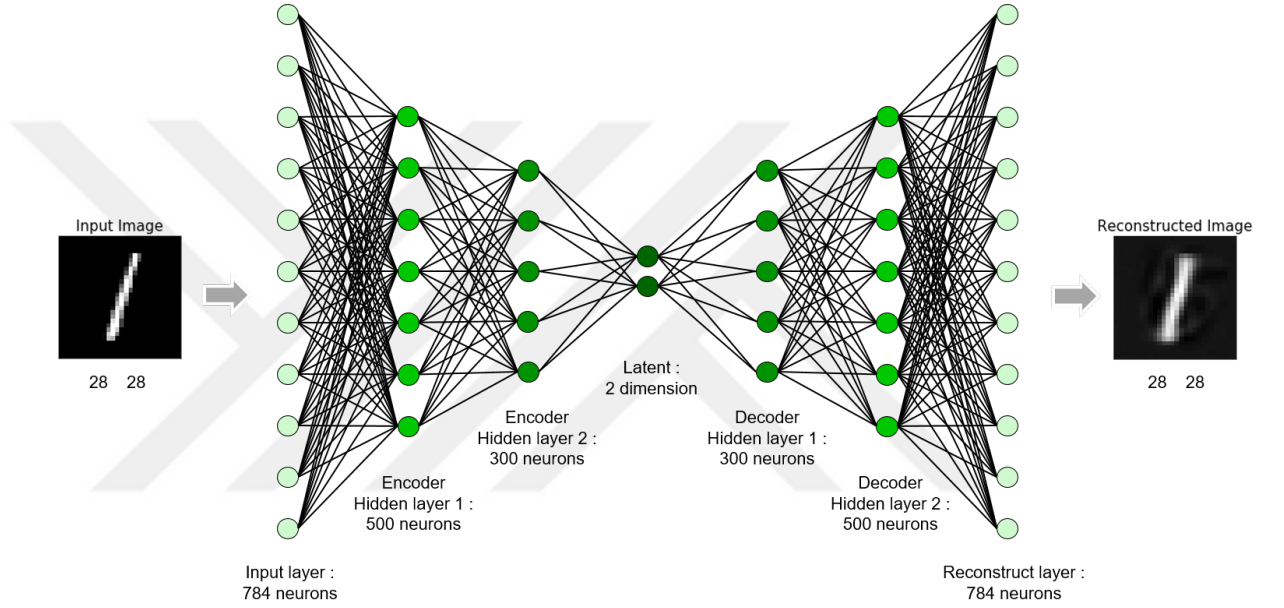 Input Image
28 28
Input layer :
784 neurons
Encoder
Hidden layer 1 :
500 neurons
Encoder
Hidden layer 2 :
300 neurons
Latent :
2 dimension
Decoder
Hidden layer 1 :
300 neurons
Decoder
Hidden layer 2 :
500 neurons
Reconstruct layer :
784 neurons
Reconstructed Image
28 28